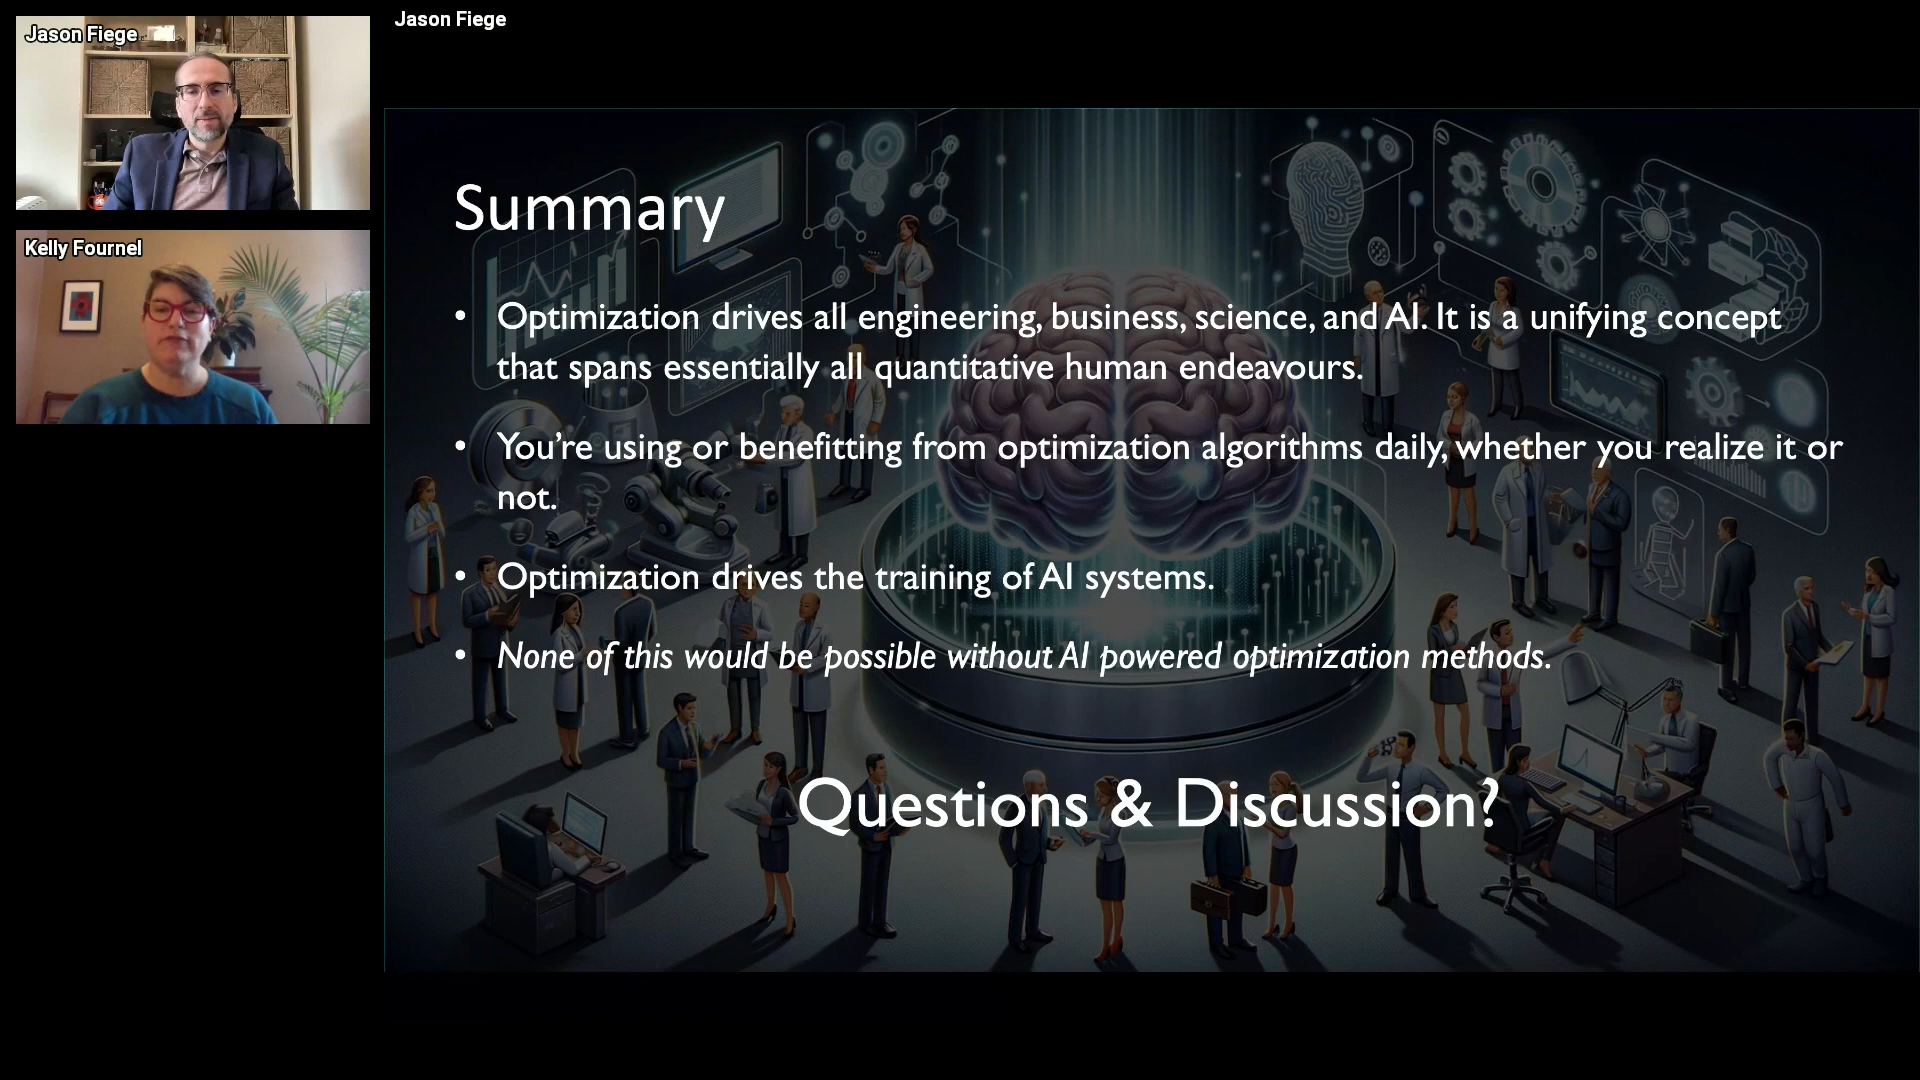 Jason Fiege
Jason Fiege
Kelly Fournel
Summary
• Optimization drives all engineering, business, science, and AI. It is a unifying concept
that spans essentially all quantitative human endeavours.
• You’re using or benefitting from optimization algorithms daily, whether you realize it or
not.
• Optimization drives the training of AI systems.
• None of this would be possible without AI powered optimization methods.
Questions & Discussion?